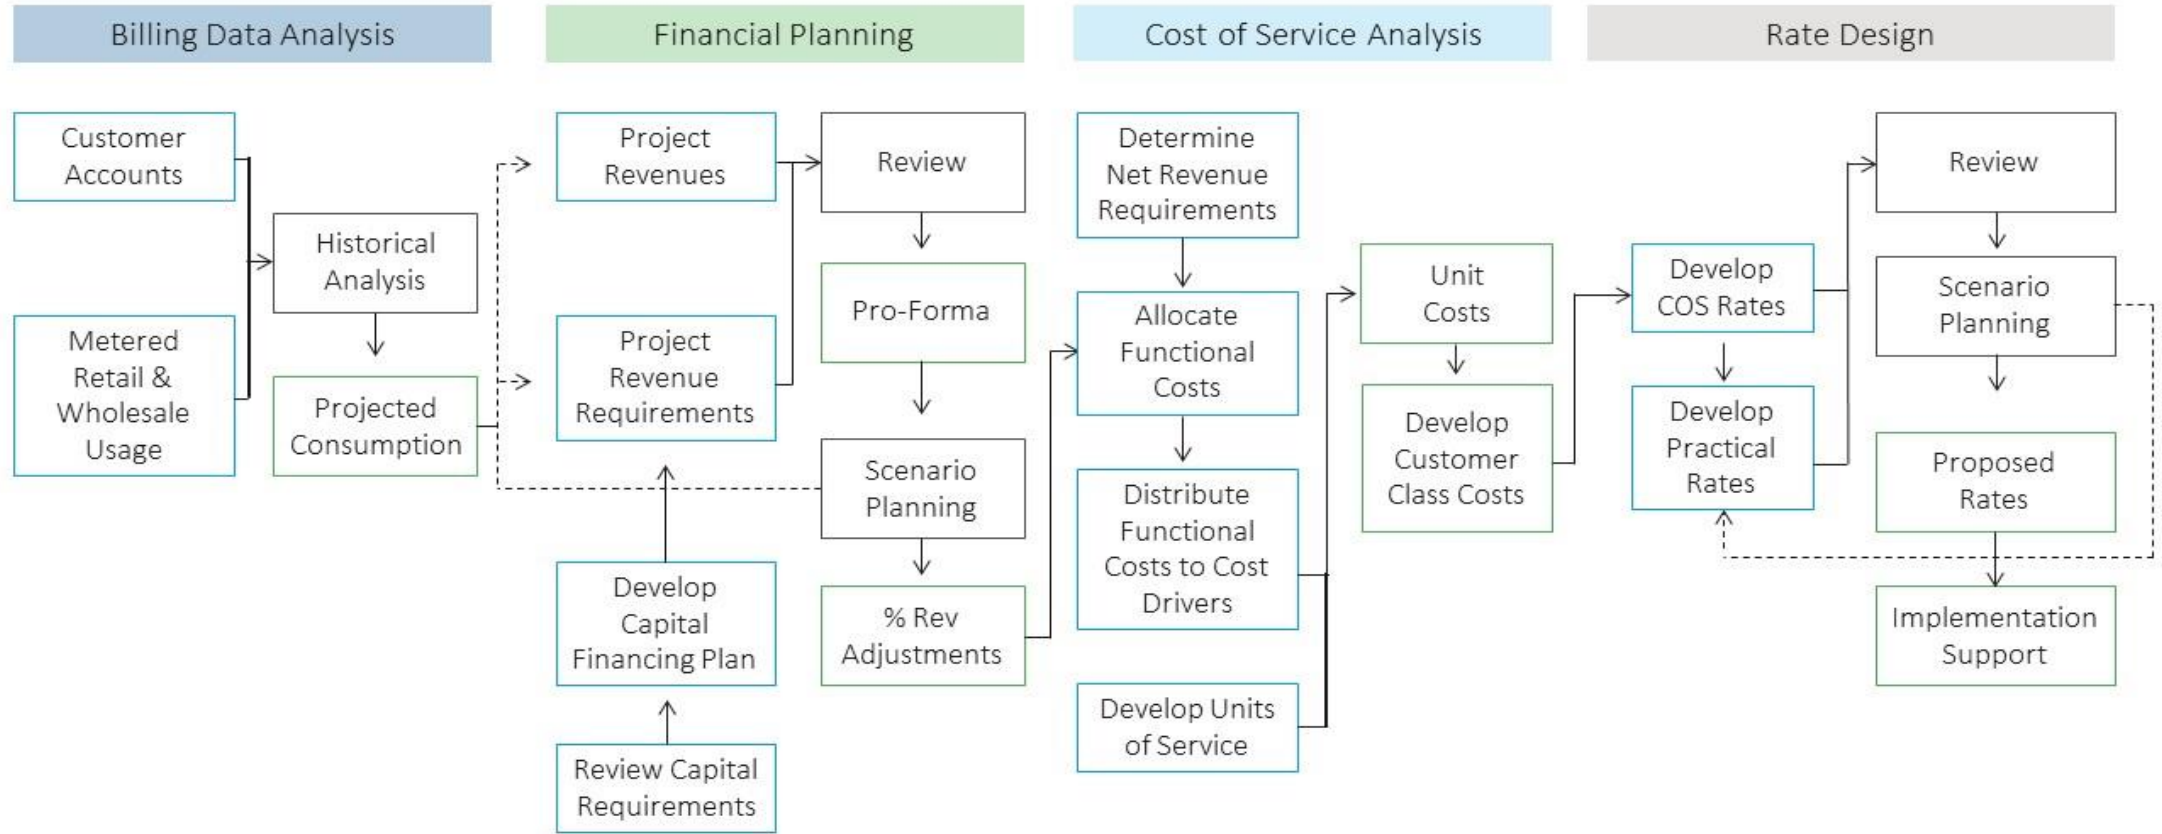 Billing Data Analysis
Financial Planning
Cost of Service Analysis
Rate Design
Customer
Accounts
Metered
Retail &
Wholesale
Usage
Historical
Analysis
Projected
Consumption
Project
Revenues
Project
Revenue
Requirements
Develop
Capital
Financing Plan
Review Capital
Requirements
Review
Pro-Forma
Scenario
Planning
% Rev
Adjustments
Determine
Net Revenue
Requirements
Allocate
Functional
Costs
Distribute
Functional
Costs to Cost
Drivers
Develop Units
of Service
Unit
Costs
Develop
Customer
Class Costs
Develop
COS Rates
Develop
Practical
Rates
Review
Scenario
Planning
Proposed
Rates
Implementation
Support